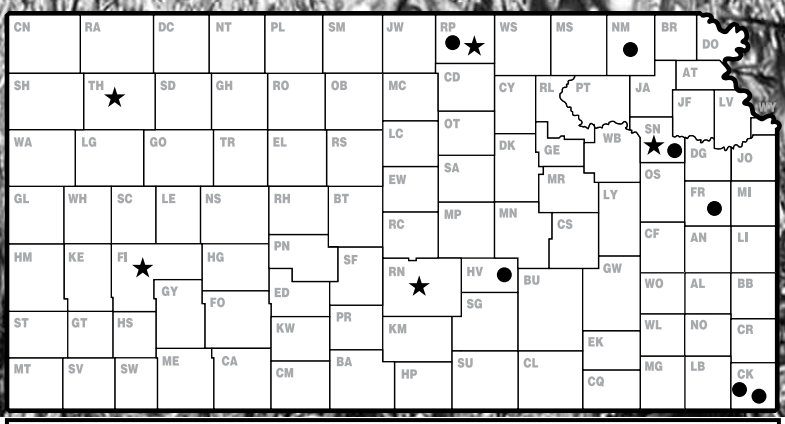 CN RA DC NT PL SM JW RP WS MS NM BR DO
SH TH SD GH RO OB MC CD CY RL PT JA AT
JF LV WY
WA LG GO TR EL RS LC OT DK GE WB SN DG JO
EW SA MR OS
GL WH SC LE NS RH BT RC MP MN CS LY FR MI
HM KE FI HG PN SF RN HV BU GW CF AN LI
GY FO ED SG WO AL BB
ST GT HS KW PR KM EK WL NO CR
MT SV SW ME CA CM BA HP SU CL CQ MG LB CK